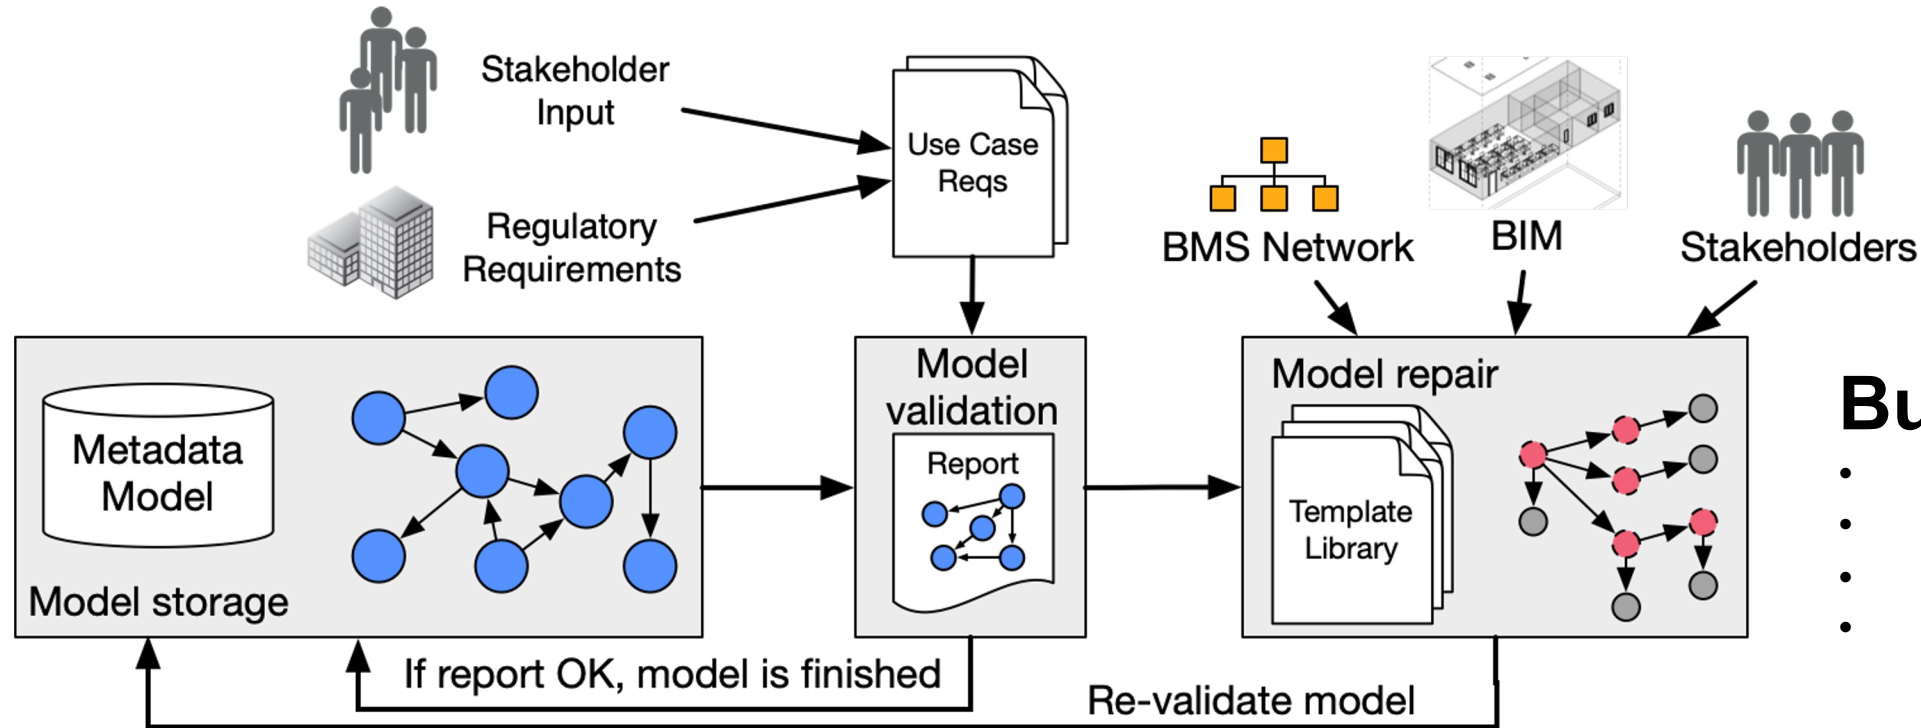 Stakeholder
Input
Regulatory
Requirements
Use Case
Reqs
BMS Network
BIM
Stakeholders
Metadata
Model
Model storage
Model
validation
Report
Model repair
Template
Library
If report OK, model is finished
Re-validate model
Bu